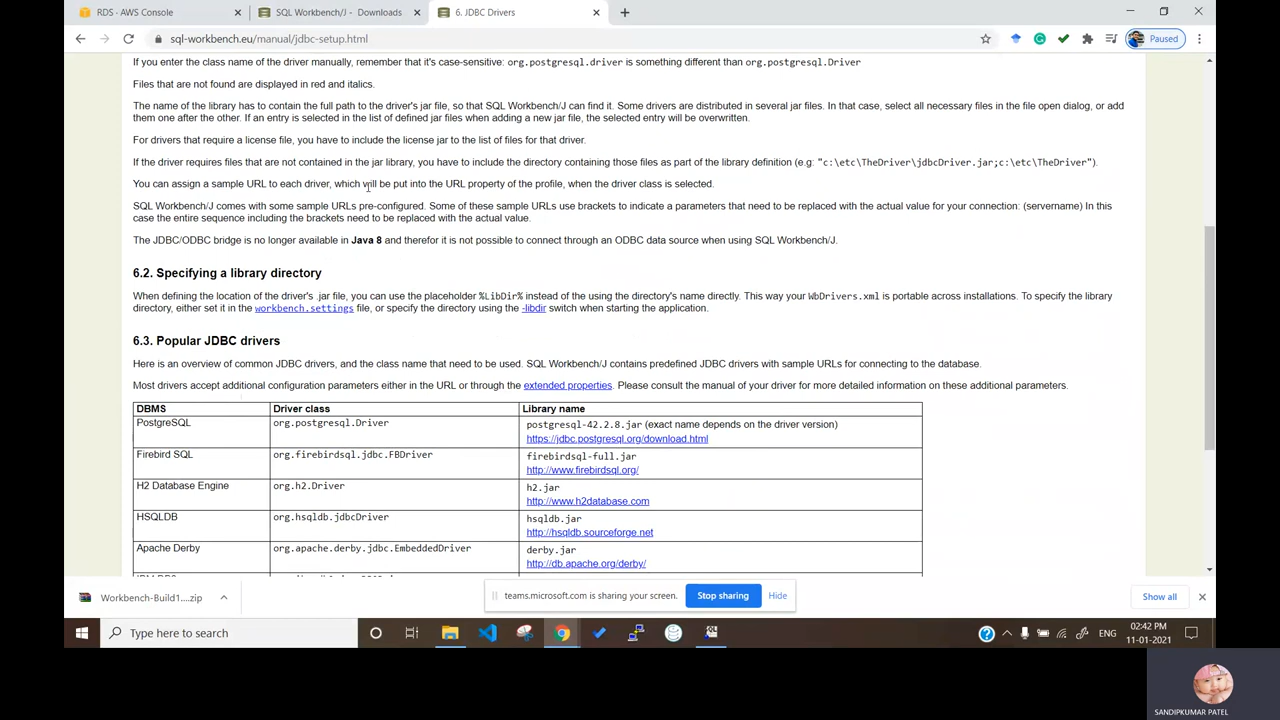 RDS - AWS Console
SQL Workbench/J - Downloads
6. JDBC Drivers
sql-workbench.eu/manual/jdbc-setup.html
Paused
If you enter the class name of the driver manually, remember that it's case-sensitive: org.postgresql.driver is something different than org.postgresql.Driver
Files that are not found are displayed in red and italics.
The name of the library has to contain the full path to the driver's jar file, so that SQL Workbench/J can find it. Some drivers are distributed in several jar files. In that case, select all necessary files in the file open dialog, or add
them one after the other. If an entry is selected in the list of defined jar files when adding a new jar file, the selected entry will be overwritten.
For drivers that require a license file, you have to include the license jar to the list of files for that driver.
If the driver requires files that are not contained in the jar library, you have to include the directory containing those files as part of the library definition (e.g: "c:\etc\TheDriver\jdbcDriver.jar;c:\etc\TheDriver").
You can assign a sample URL to each driver, which will be put into the URL property of the profile, when the driver class is selected.
SQL Workbench/J comes with some sample URLs pre-configured. Some of these sample URLs use brackets to indicate a parameters that need to be replaced with the actual value for your connection: (servername) In this
case the entire sequence including the brackets need to be replaced with the actual value.
The JDBC/ODBC bridge is no longer available in Java 8 and therefor it is not possible to connect through an ODBC data source when using SQL Workbench/J.
6.2. Specifying a library directory
When defining the location of the driver's .jar file, you can use the placeholder %LibDir% instead of the using the directory's name directly. This way your WbDrivers.xml is portable across installations. To specify the library
directory, either set it in the workbench.settings file, or specify the directory using the -libdir switch when starting the application.
6.3. Popular JDBC drivers
Here is an overview of common JDBC drivers, and the class name that need to be used. SQL Workbench/J contains predefined JDBC drivers with sample URLs for connecting to the database.
Most drivers accept additional configuration parameters either in the URL or through the extended properties. Please consult the manual of your driver for more detailed information on these additional parameters.
DBMS Driver class Library name
PostgreSQL org.postgresql.Driver postgresql-42.2.8.jar (exact name depends on the driver version)
https://jdbc.postgresql.org/download.html
Firebird SQL org.firebirdsql.jdbc.FBDriver firebirdsql-full.jar
http://www.firebirdsql.org/
H2 Database Engine org.h2.Driver h2.jar
http://www.h2database.com
HSQLDB org.hsqldb.jdbcDriver hsqldb.jar
http://hsqldb.sourceforge.net
Apache Derby org.apache.derby.jdbc.EmbeddedDriver derby.jar
http://db.apache.org/derby/
Workbench-Build1....zip
teams.microsoft.com is sharing your screen.
Stop sharing
Hide
Show all
Type here to search
ENG
02:42 PM
11-01-2021
SANDIPKUMAR PATEL